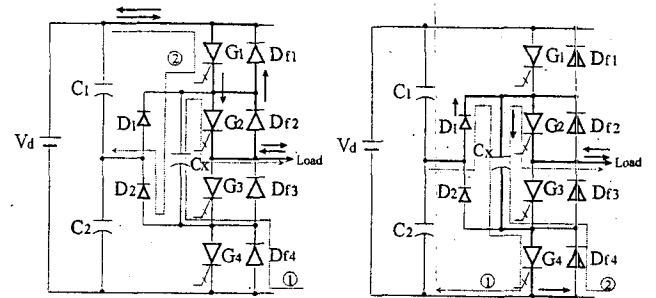 ② G1 Df1
C1 D1 G2 Df2
Vd Cx Load
D2 G3 Df3
C2 G4 Df4
①
G1 Df1
C1 D1 G2 Df2
Vd Cx Load
D2 G3 Df3
C2 G4 Df4
① ②